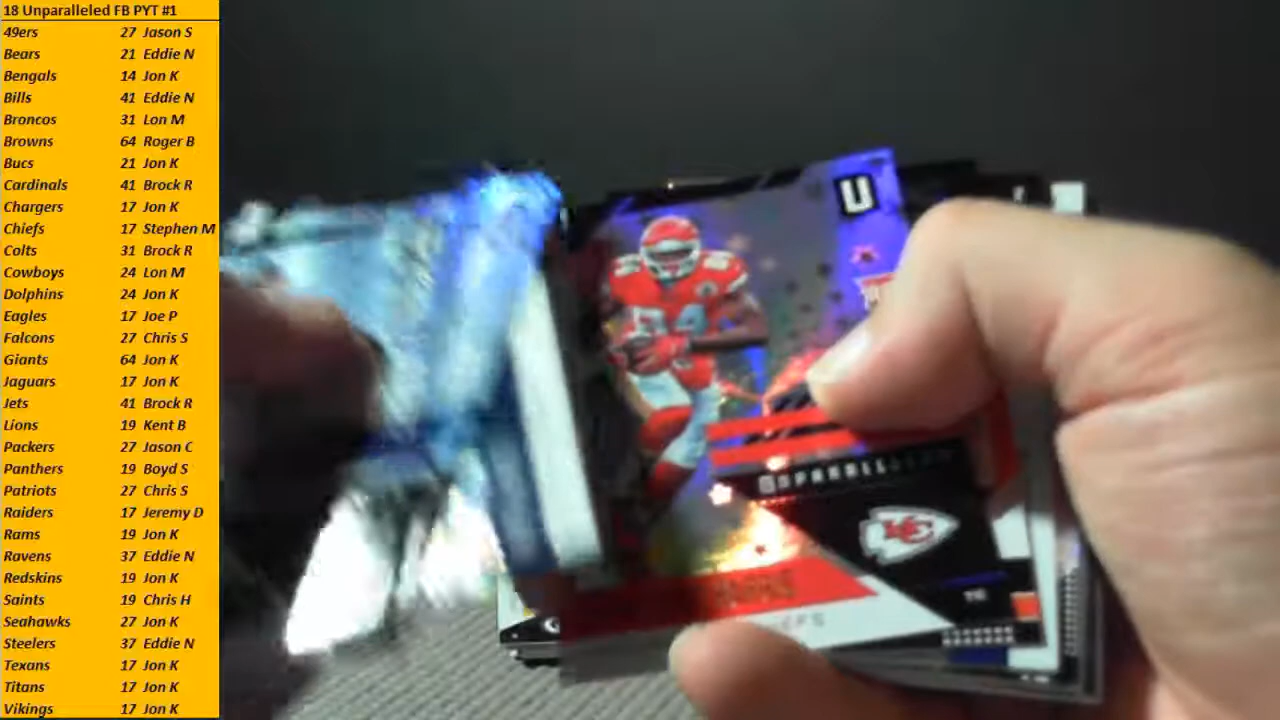 18 Unparalleled FB PYT #1
49ers 27 Jason S
Bears 21 Eddie N
Bengals 14 Jon K
Bills 41 Eddie N
Broncos 31 Lon M
Browns 64 Roger B
Bucs 21 Jon K
Cardinals 41 Brock R
Chargers 17 Jon K
Chiefs 17 Stephen M
Colts 31 Brock R
Cowboys 24 Lon M
Dolphins 24 Jon K
Eagles 17 Joe P
Falcons 27 Chris S
Giants 64 Jon K
Jaguars 17 Jon K
Jets 41 Brock R
Lions 19 Kent B
Packers 27 Jason C
Panthers 19 Boyd S
Patriots 27 Chris S
Raiders 17 Jeremy D
Rams 19 Jon K
Ravens 37 Eddie N
Redskins 19 Jon K
Saints 19 Chris H
Seahawks 27 Jon K
Steelers 37 Eddie N
Texans 17 Jon K
Titans 17 Jon K
Vikings 17 Jon K
U
KC